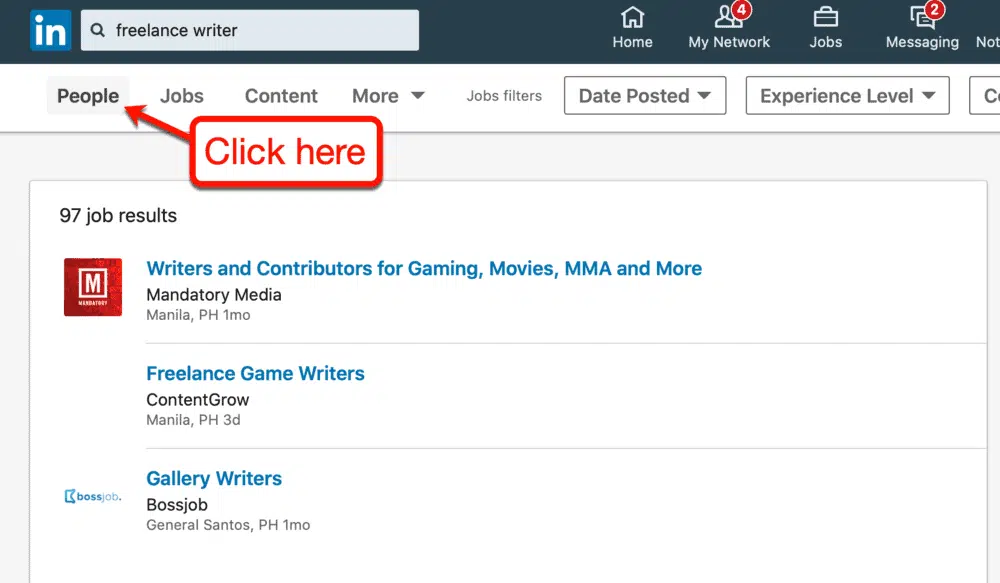 in
freelance writer
Home
4
My Network
Jobs
2
Messaging
Not
People
Jobs
Content
More
Jobs filters
Date Posted
Experience Level
Co
Click here
97 job results
M
MANDATORY
Writers and Contributors for Gaming, Movies, MMA and More
Mandatory Media
Manila, PH 1mo
Freelance Game Writers
ContentGrow
Manila, PH 3d
bossjob.
Gallery Writers
Bossjob
General Santos, PH 1mo